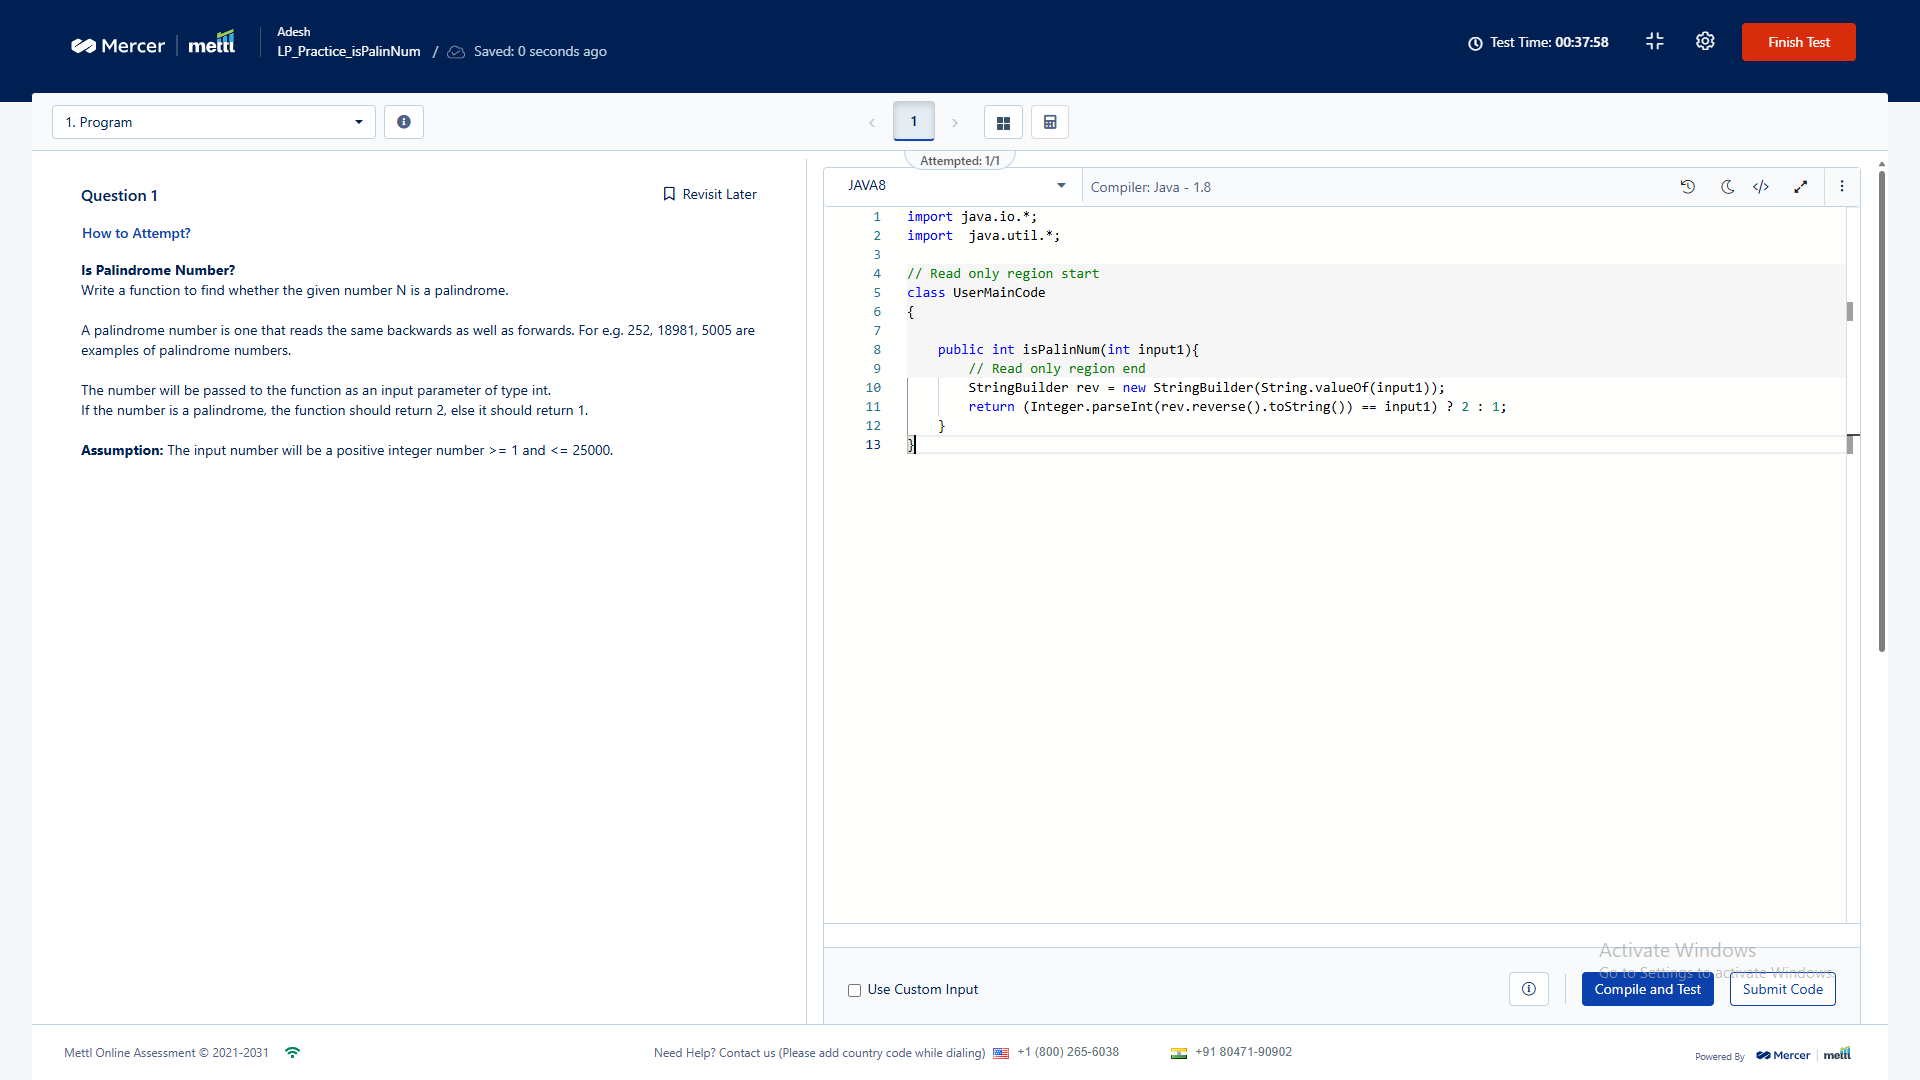 Mercer mettl
Adesh
LP_Practice_isPalinNum / Saved: 0 seconds ago
Test Time: 00:37:58
Finish Test
1. Program
1
Attempted: 1/1
Question 1
Revisit Later
How to Attempt?
Is Palindrome Number?
Write a function to find whether the given number N is a palindrome.
A palindrome number is one that reads the same backwards as well as forwards. For e.g. 252, 18981, 5005 are
examples of palindrome numbers.
The number will be passed to the function as an input parameter of type int.
If the number is a palindrome, the function should return 2, else it should return 1.
Assumption: The input number will be a positive integer number >= 1 and <= 25000.
JAVA8
Compiler: Java - 1.8
1 import java.io.*;
2 import  java.util.*;
3
4 // Read only region start
5 class UserMainCode
6 {
7
8     public int isPalinNum(int input1){
9         // Read only region end
10         StringBuilder rev = new StringBuilder(String.valueOf(input1));
11         return (Integer.parseInt(rev.reverse().toString()) == input1) ? 2 : 1;
12     }
13 }
Use Custom Input
Activate Windows
Go to Settings to activate Windows.
Compile and Test
Submit Code
Mettl Online Assessment © 2021-2031
Need Help? Contact us (Please add country code while dialing) +1 (800) 265-6038
+91 80471-90902
Powered By Mercer mettl